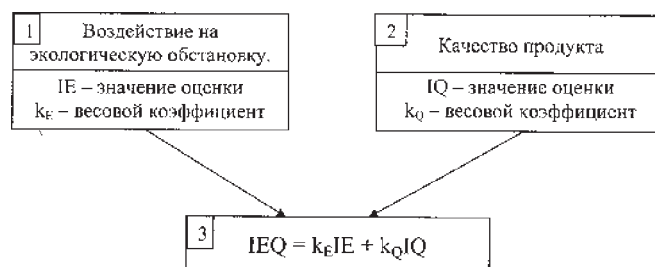 1
Воздействие на
экологическую обстановку.
IE – значение оценки
k_E – весовой коэффициент
2
Качество продукта
IQ – значение оценки
k_Q – весовой коэффициент
3
IEQ = k_EIE + k_QIQ